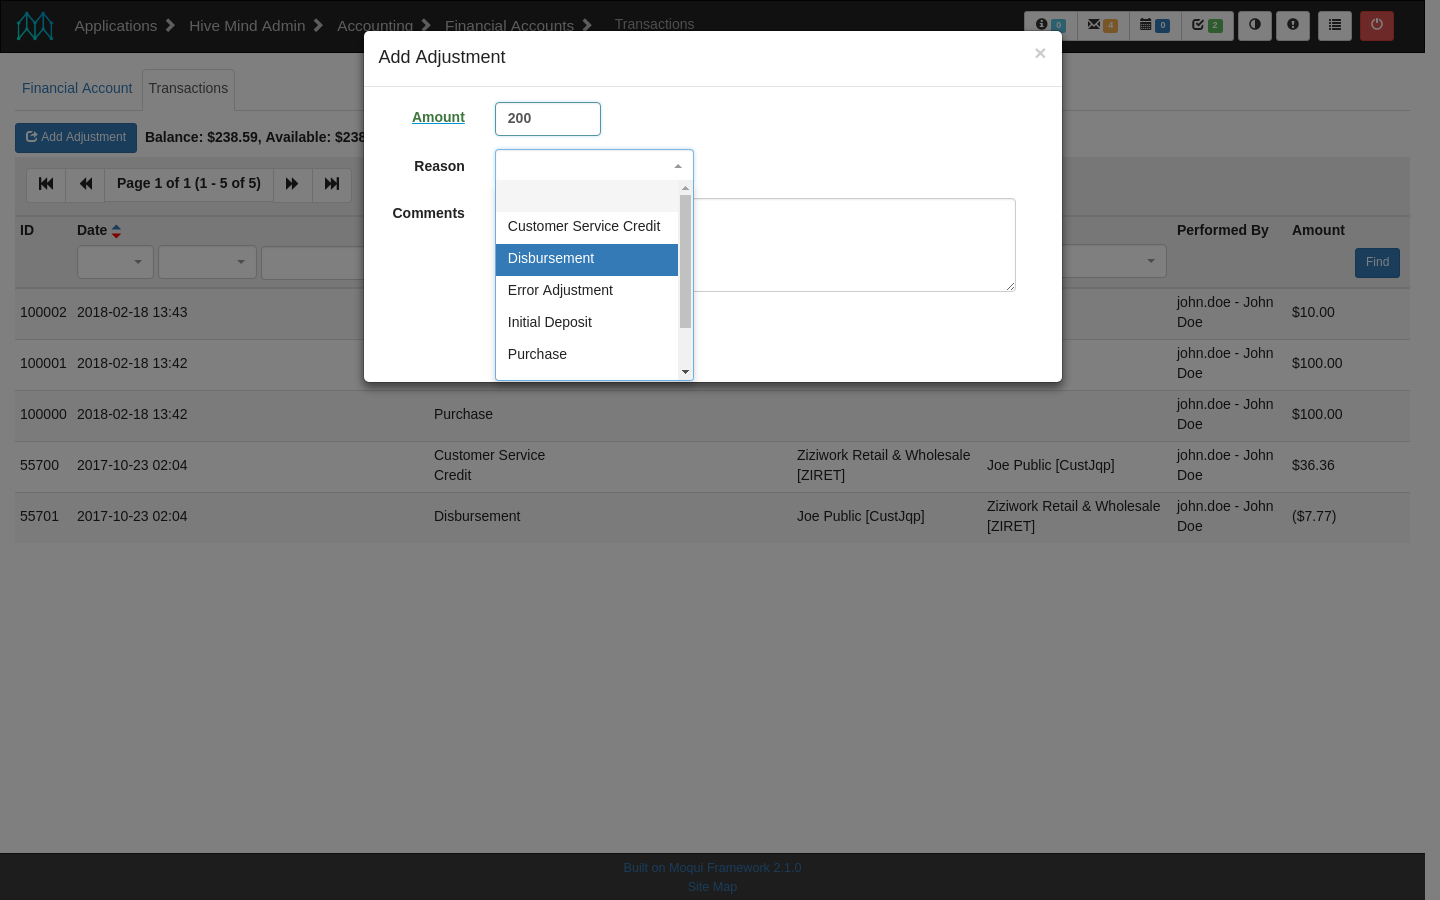 Applications Hive Mind Admin Accounting Financial Accounts Transactions 0 4 0 2
Add Adjustment ×
Financial Account Transactions
Amount 200
Add Adjustment Balance: $238.59, Available: $238
Reason
Page 1 of 1 (1 - 5 of 5)
Comments
Customer Service Credit
ID Date Performed By Amount
Disbursement
Find
Error Adjustment
100002 2018-02-18 13:43 john.doe - John Doe $10.00
Initial Deposit
Purchase
100001 2018-02-18 13:42 john.doe - John Doe $100.00
100000 2018-02-18 13:42 Purchase john.doe - John Doe $100.00
55700 2017-10-23 02:04 Customer Service Credit Ziziwork Retail & Wholesale [ZIRET] Joe Public [CustJqp] john.doe - John Doe $36.36
55701 2017-10-23 02:04 Disbursement Joe Public [CustJqp] Ziziwork Retail & Wholesale [ZIRET] john.doe - John Doe ($7.77)
Built on Moqui Framework 2.1.0
Site Map